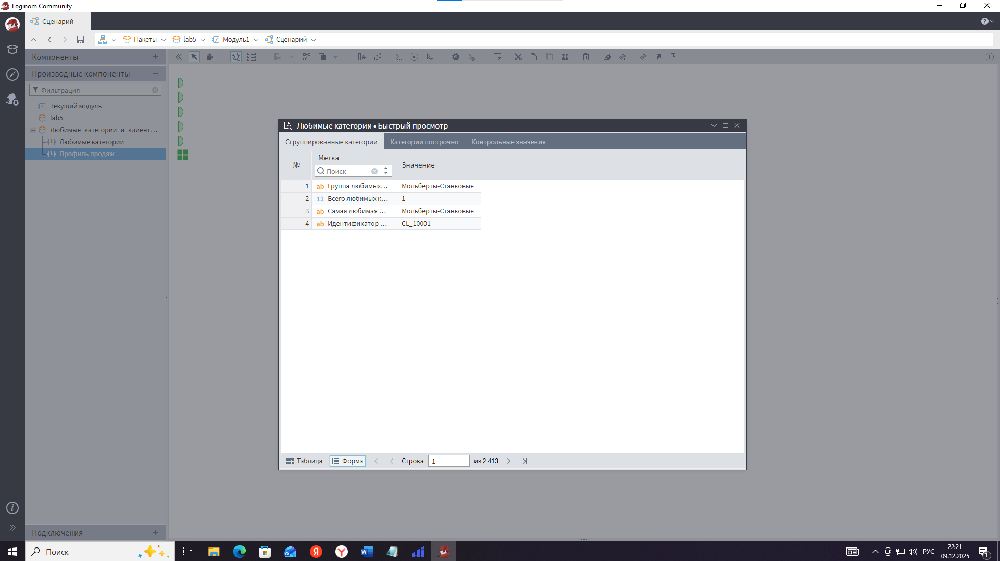 Loginom Community
Сценарий
Пакеты
lab5
Модуль1
Сценарий
Компоненты
Производные компоненты
Фильтрация
Текущий модуль
lab5
Любимые_категории_и_клиент...
Любимые категории
Профиль продаж
Подключения
Любимые категории • Быстрый просмотр
Сгруппированные категории
Категории построчно
Контрольные значения
№
Метка
Поиск
Значение
1 ab Группа любимых... Мольберты-Станковые
2 12 Всего любимых к... 1
3 ab Самая любимая ... Мольберты-Станковые
4 ab Идентификатор ... CL_10001
Таблица
Форма
Строка 1 из 2 413
Поиск
РУС
22:21
09.12.2025
1